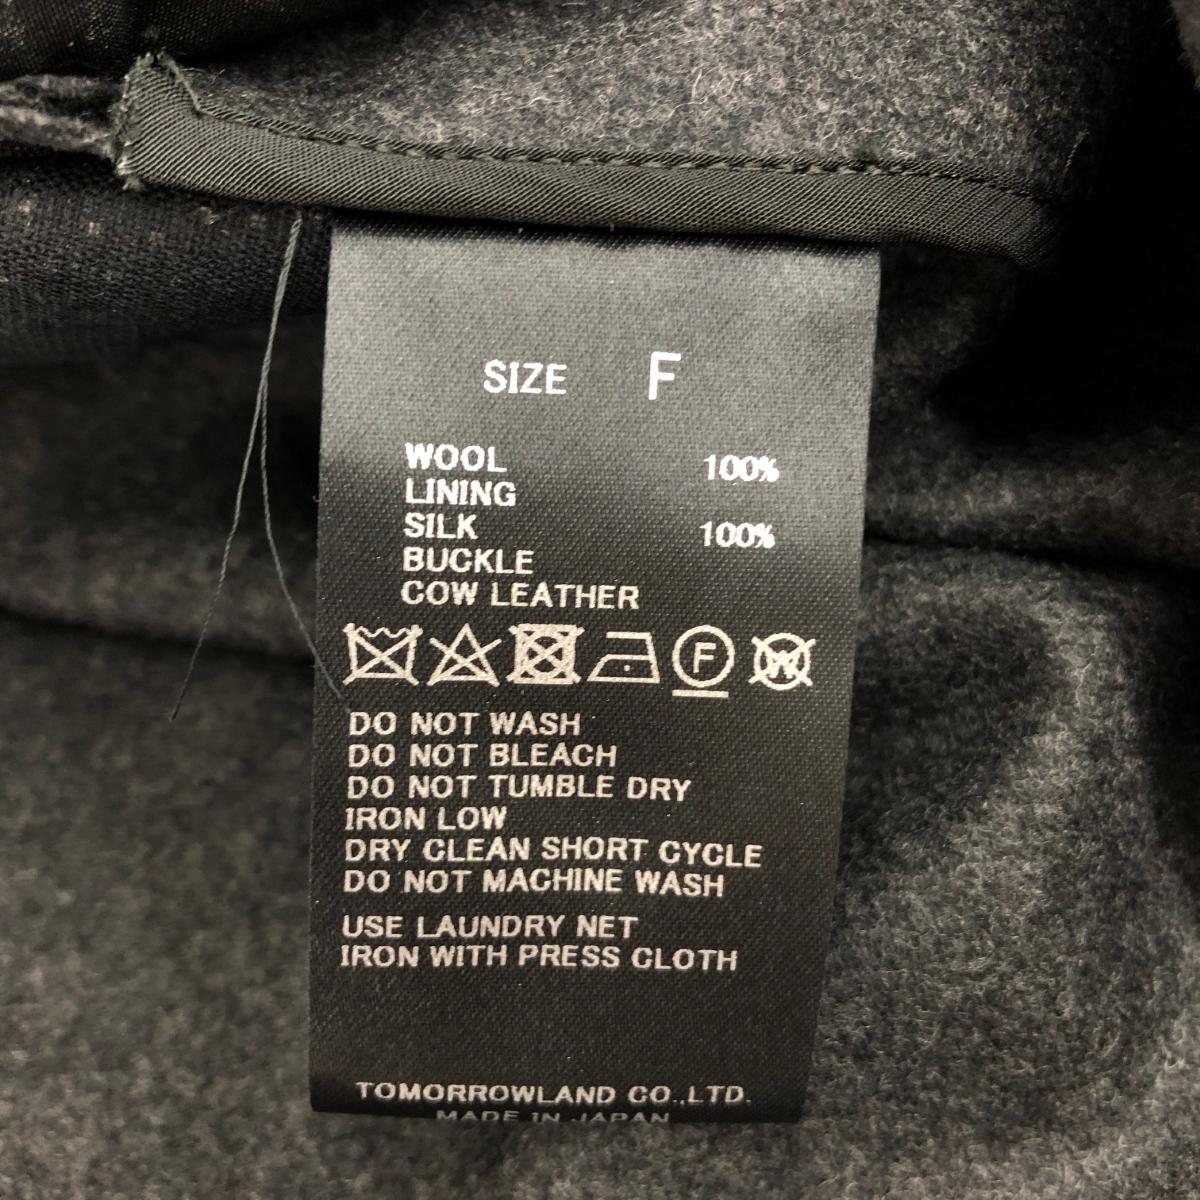 SIZE F
WOOL 100%
LINING
SILK 100%
BUCKLE
COW LEATHER
F W
DO NOT WASH
DO NOT BLEACH
DO NOT TUMBLE DRY
IRON LOW
DRY CLEAN SHORT CYCLE
DO NOT MACHINE WASH
USE LAUNDRY NET
IRON WITH PRESS CLOTH
TOMORROWLAND CO.,LTD.
MADE IN JAPAN